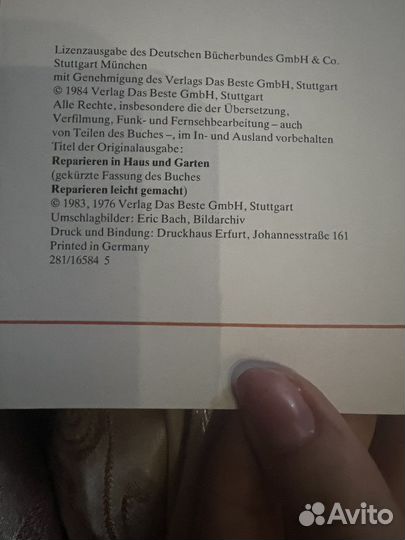 Lizenzausgabe des Deutschen Bücherbundes GmbH & Co.
Stuttgart München
mit Genehmigung des Verlags Das Beste GmbH, Stuttgart
© 1984 Verlag Das Beste GmbH, Stuttgart
Alle Rechte, insbesondere die der Übersetzung,
Verfilmung, Funk- und Fernsehbearbeitung – auch
von Teilen des Buches –, im In- und Ausland vorbehalten
Titel der Originalausgabe:
Reparieren in Haus und Garten
(gekürzte Fassung des Buches
Reparieren leicht gemacht)
© 1983, 1976 Verlag Das Beste GmbH, Stuttgart
Umschlagbilder: Eric Bach, Bildarchiv
Druck und Bindung: Druckhaus Erfurt, Johannesstraße 161
Printed in Germany
281/16584 5
Avito